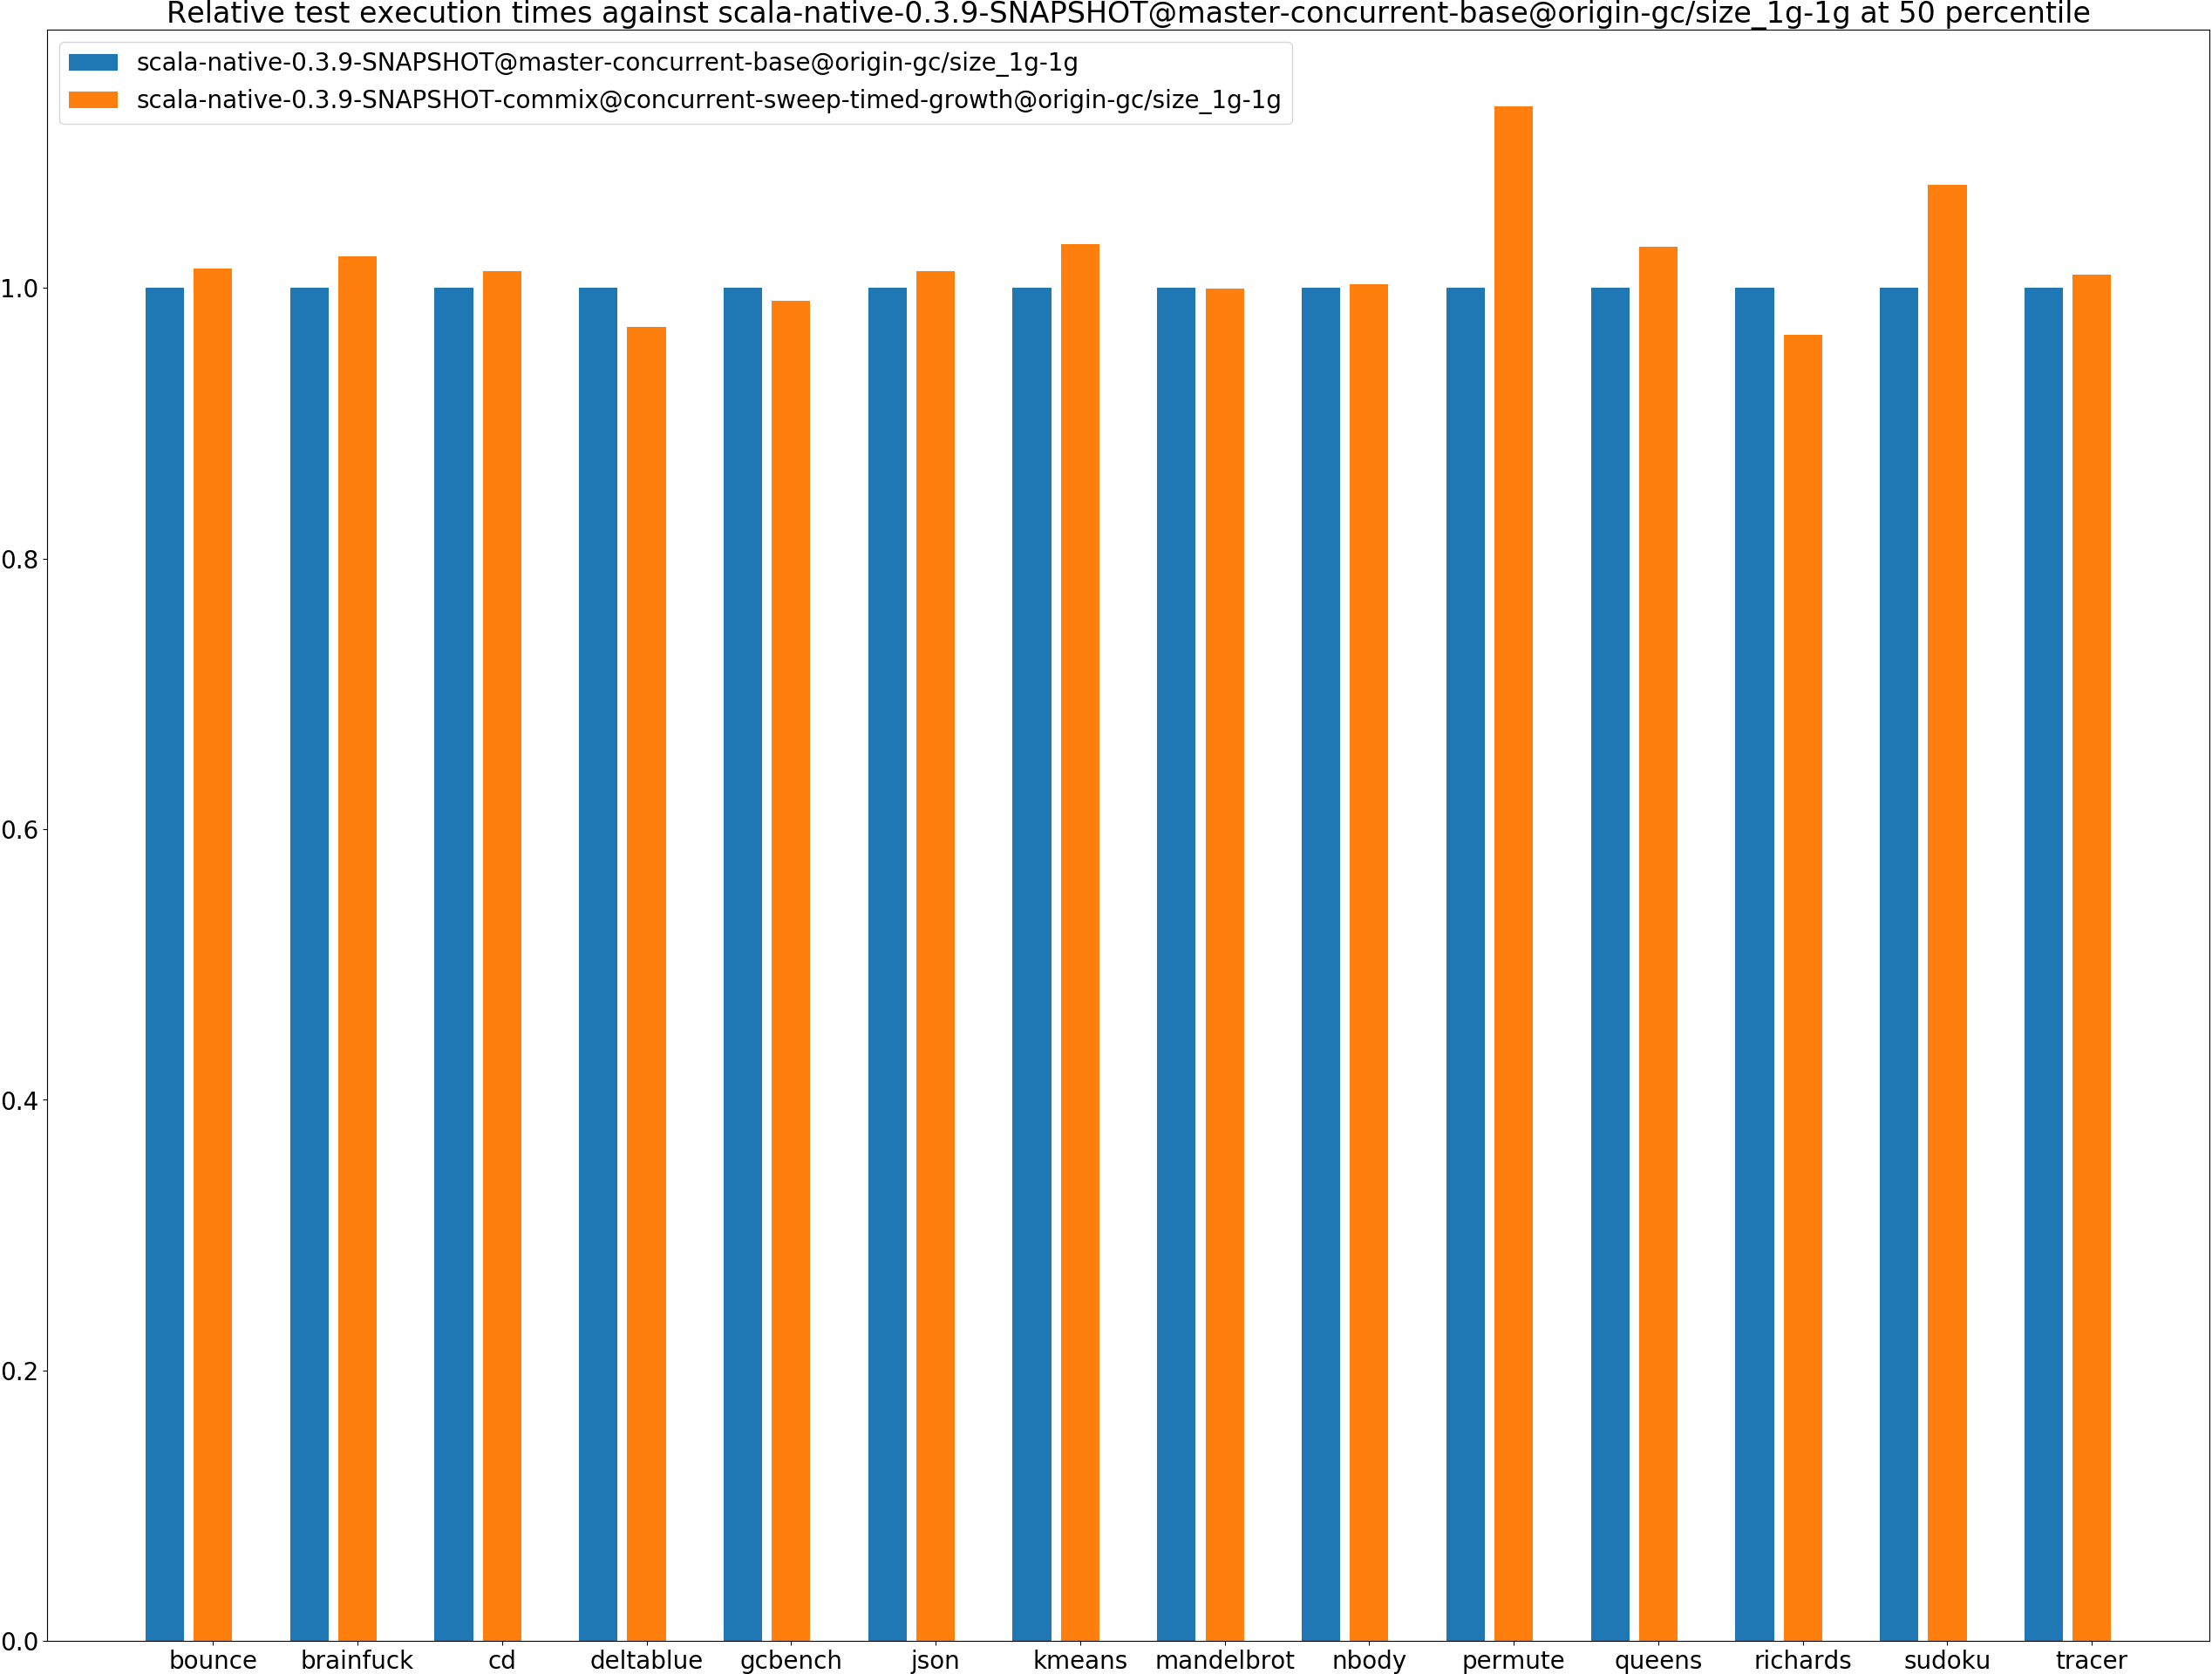 Relative test execution times against scala-native-0.3.9-SNAPSHOT@master-concurrent-base@origin-gc/size_1g-1g at 50 percentile
scala-native-0.3.9-SNAPSHOT@master-concurrent-base@origin-gc/size_1g-1g
scala-native-0.3.9-SNAPSHOT-commix@concurrent-sweep-timed-growth@origin-gc/size_1g-1g
1.0
0.8
0.6
0.4
0.2
0.0
bounce brainfuck cd deltablue gcbench json kmeans mandelbrot nbody permute queens richards sudoku tracer